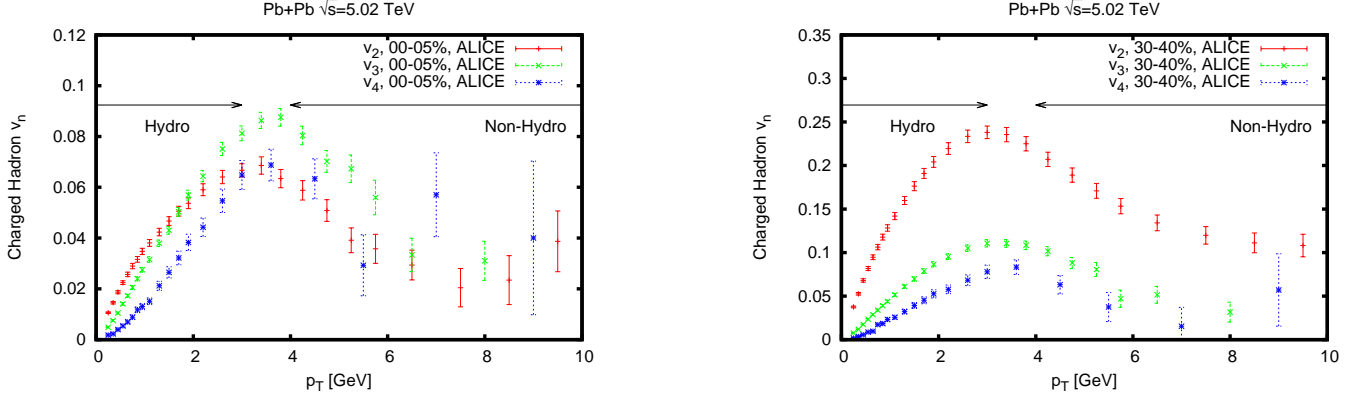 Pb+Pb √s=5.02 TeV
0.12
0.1
0.08
0.06
0.04
0.02
0
v2, 00-05%, ALICE
v3, 00-05%, ALICE
v4, 00-05%, ALICE
Hydro
Non-Hydro
Charged Hadron vn
0 2 4 6 8 10
pT [GeV]
Pb+Pb √s=5.02 TeV
0.35
0.3
0.25
0.2
0.15
0.1
0.05
0
v2, 30-40%, ALICE
v3, 30-40%, ALICE
v4, 30-40%, ALICE
Hydro
Non-Hydro
Charged Hadron vn
0 2 4 6 8 10
pT [GeV]